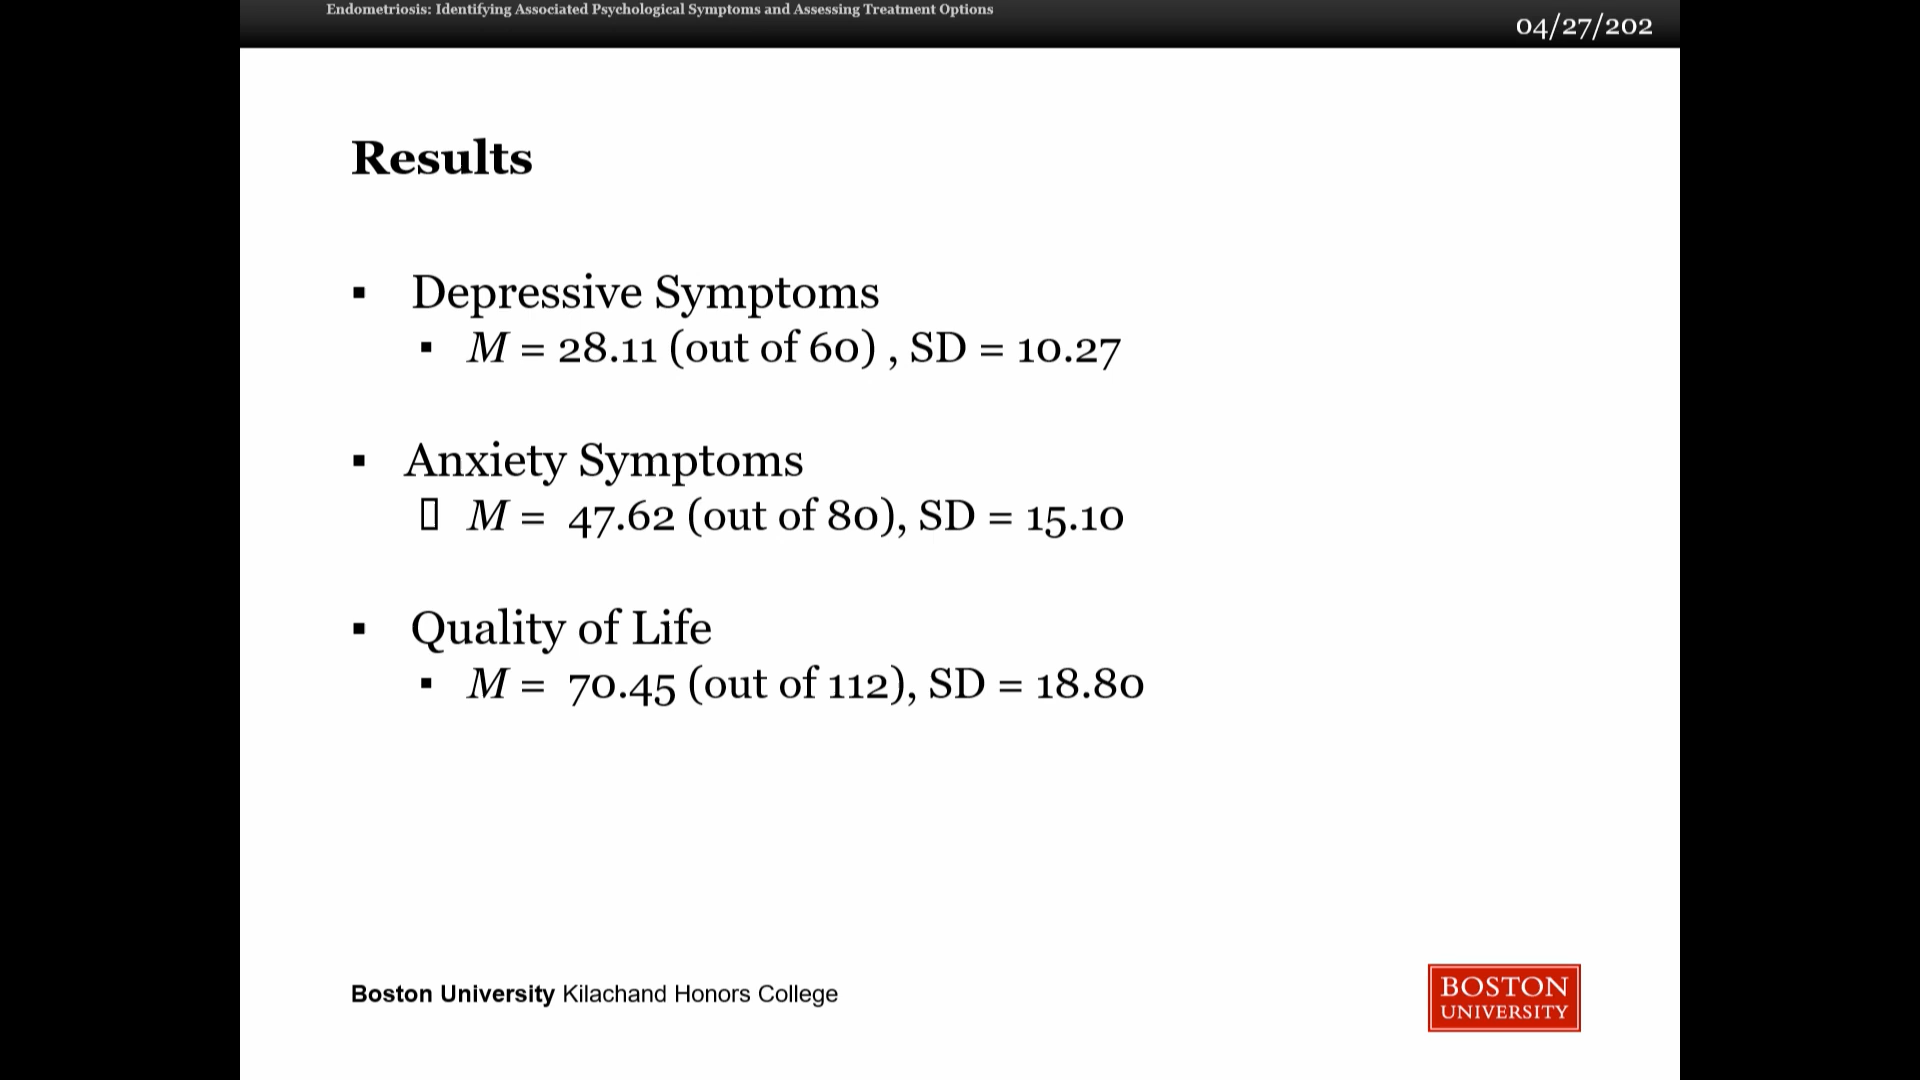 Endometriosis: Identifying Associated Psychological Symptoms and Assessing Treatment Options
04/27/202
Results
▪ Depressive Symptoms
▪ M = 28.11 (out of 60) , SD = 10.27
▪ Anxiety Symptoms
▯ M = 47.62 (out of 80), SD = 15.10
▪ Quality of Life
▪ M = 70.45 (out of 112), SD = 18.80
Boston University Kilachand Honors College
BOSTON
UNIVERSITY